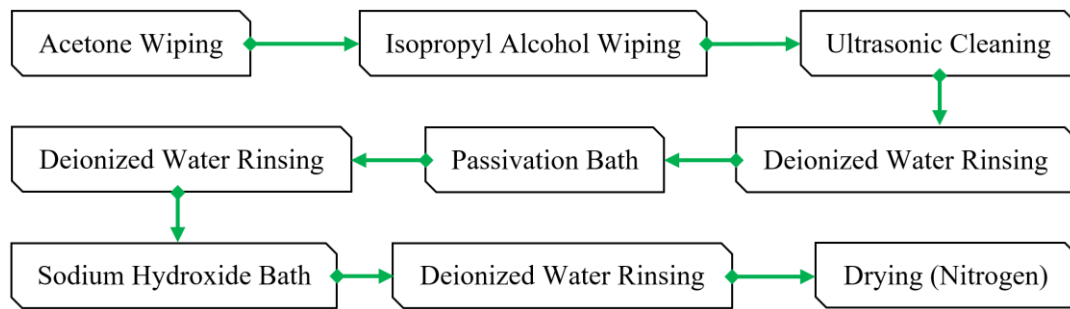 Acetone Wiping
Isopropyl Alcohol Wiping
Ultrasonic Cleaning
Deionized Water Rinsing
Passivation Bath
Deionized Water Rinsing
Sodium Hydroxide Bath
Deionized Water Rinsing
Drying (Nitrogen)